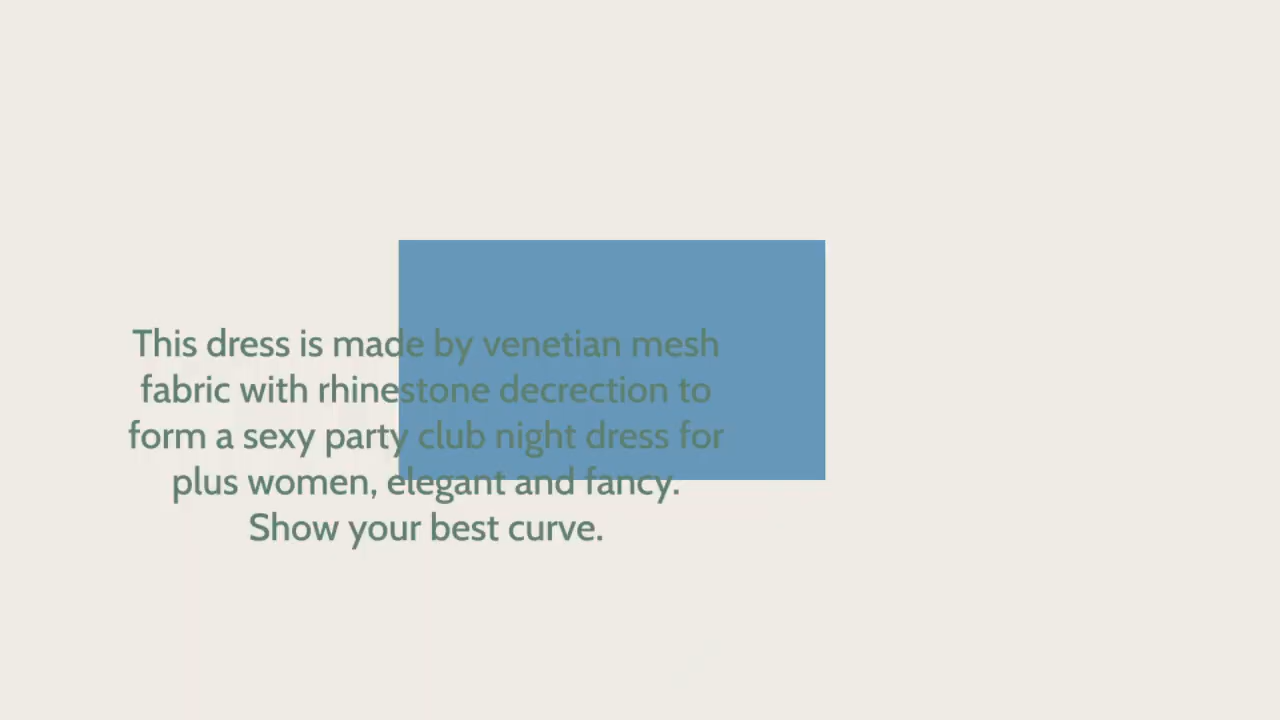 This dress is made by venetian mesh
fabric with rhinestone decrection to
form a sexy party club night dress for
plus women, elegant and fancy.
Show your best curve.